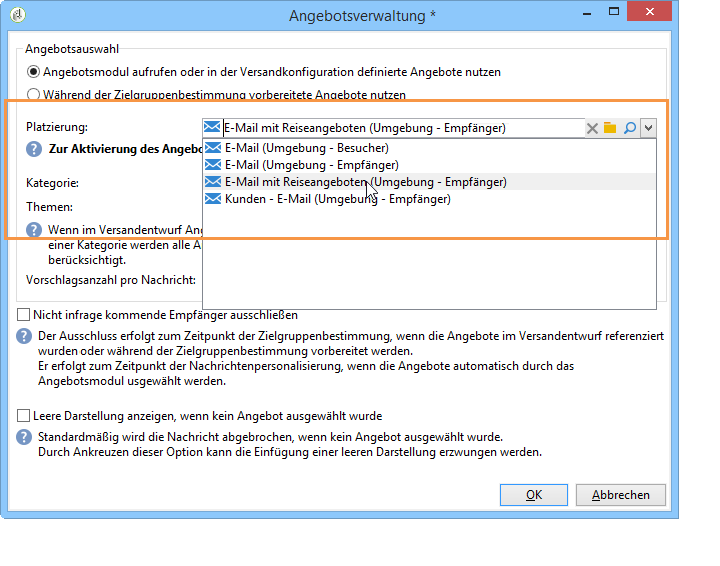 Angebotsverwaltung *
Angebotsauswahl
Angebotsmodul aufrufen oder in der Versandkonfiguration definierte Angebote nutzen
Während der Zielgruppenbestimmung vorbereitete Angebote nutzen
Platzierung:
E-Mail mit Reiseangeboten (Umgebung - Empfänger)
Zur Aktivierung des Angebo
E-Mail (Umgebung - Besucher)
E-Mail (Umgebung - Empfänger)
Kategorie:
E-Mail mit Reiseangeboten (Umgebung - Empfänger)
Kunden - E-Mail (Umgebung - Empfänger)
Themen:
Wenn im Versandentwurf Ang
einer Kategorie werden alle A
berücksichtigt.
Vorschlagsanzahl pro Nachricht:
Nicht infrage kommende Empfänger ausschließen
Der Ausschluss erfolgt zum Zeitpunkt der Zielgruppenbestimmung, wenn die Angebote im Versandentwurf referenziert
wurden oder während der Zielgruppenbestimmung vorbereitet werden.
Er erfolgt zum Zeitpunkt der Nachrichtenpersonalisierung, wenn die Angebote automatisch durch das
Angebotsmodul usgewählt werden.
Leere Darstellung anzeigen, wenn kein Angebot ausgewählt wurde
Standardmäßig wird die Nachricht abgebrochen, wenn kein Angebot ausgewählt wurde.
Durch Ankreuzen dieser Option kann die Einfügung einer leeren Darstellung erzwungen werden.
OK
Abbrechen